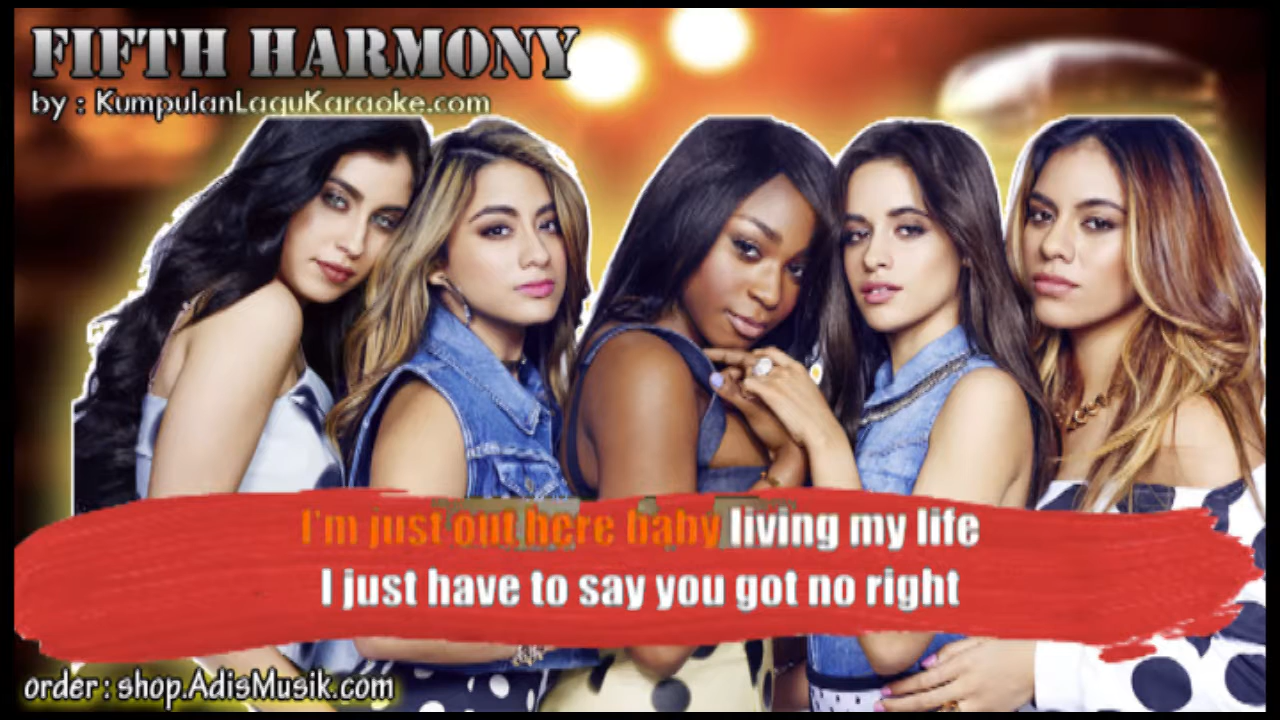 FIFTH HARMONY
by : KumpulanLaguKaraoke.com
I'm just out here baby living my life
I just have to say you got no right
order : shop.AdisMusik.com